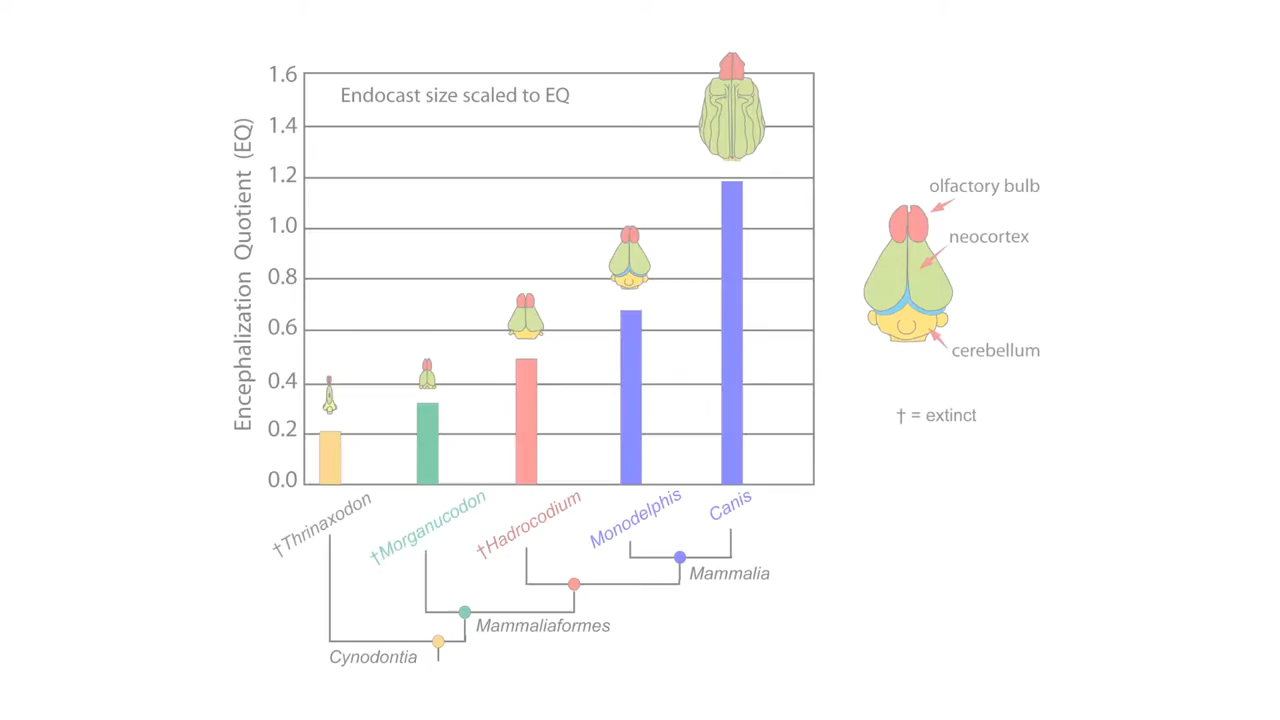 Endocast size scaled to EQ
Encephalization Quotient (EQ)
1.6
1.4
1.2
1.0
0.8
0.6
0.4
0.2
0.0
olfactory bulb
neocortex
cerebellum
† = extinct
†Thrinaxodon
†Morganucodon
†Hadrocodium
Monodelphis
Canis
Mammalia
Mammaliaformes
Cynodontia